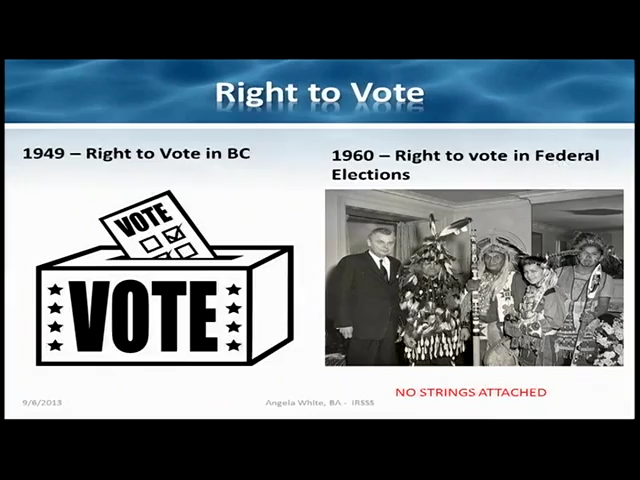 Right to Vote
1949 – Right to Vote in BC
1960 – Right to vote in Federal
Elections
VOTE
VOTE
NO STRINGS ATTACHED
9/6/2013
Angela White, BA - IRSSS